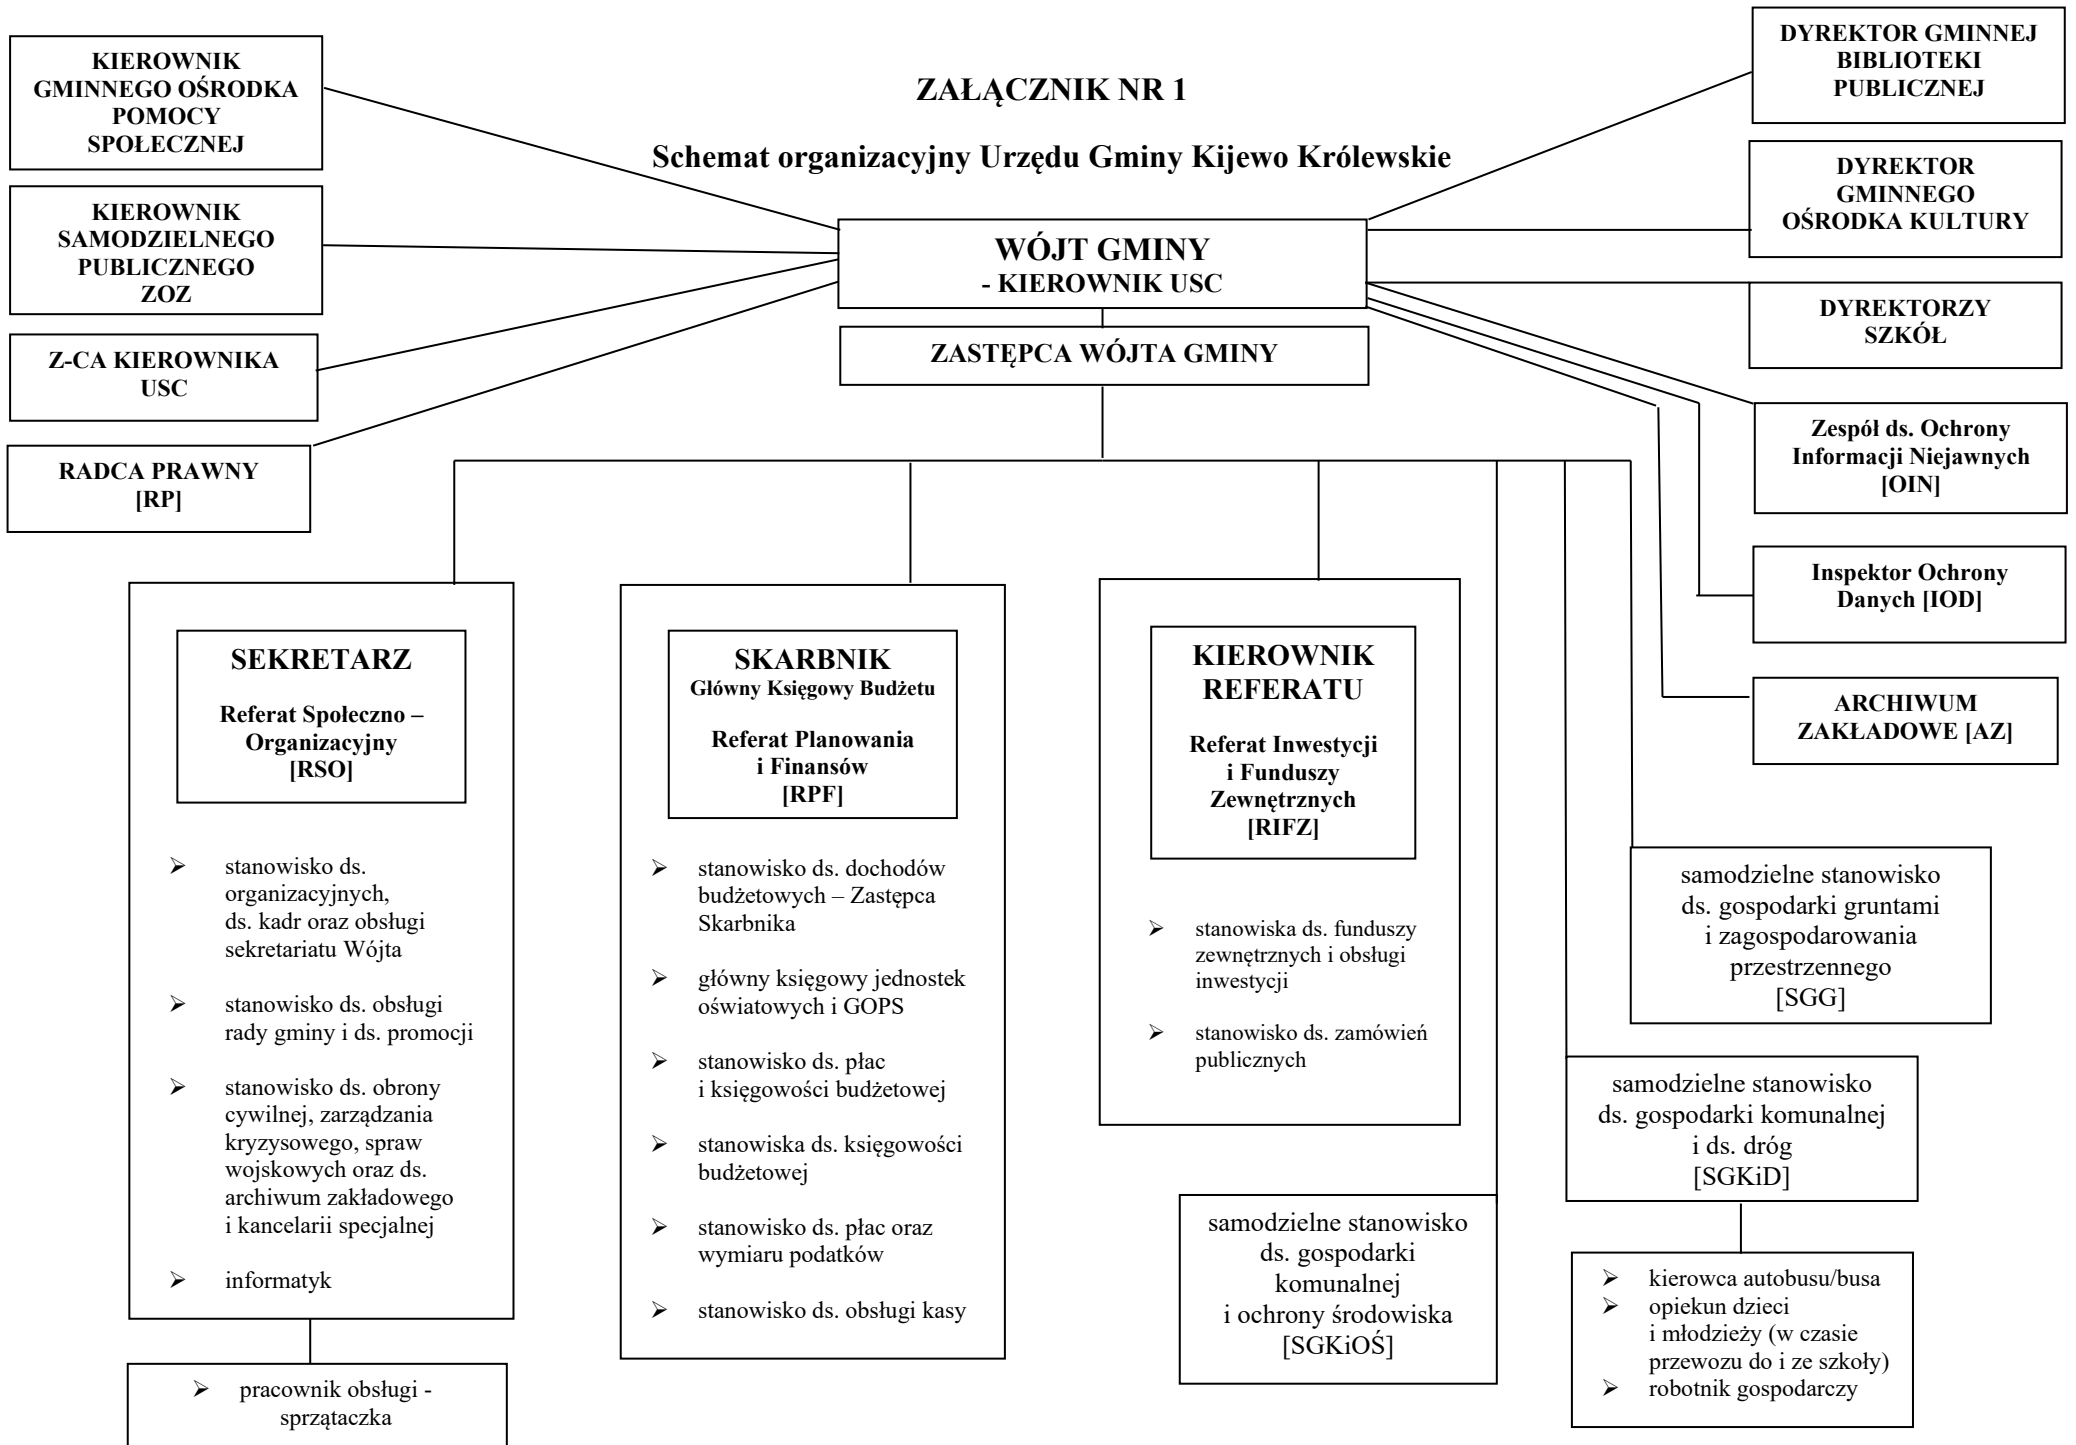 ZAŁĄCZNIK NR 1
Schemat organizacyjny Urzędu Gminy Kijewo Królewskie
KIEROWNIK
GMINNEGO OŚRODKA
POMOCY
SPOŁECZNEJ
KIEROWNIK
SAMODZIELNEGO
PUBLICZNEGO
ZOZ
Z-CA KIEROWNIKA
USC
RADCA PRAWNY
[RP]
WÓJT GMINY
- KIEROWNIK USC
ZASTĘPCA WÓJTA GMINY
DYREKTOR GMINNEJ
BIBLIOTEKI
PUBLICZNEJ
DYREKTOR
GMINNEGO
OŚRODKA KULTURY
DYREKTORZY
SZKÓŁ
Zespół ds. Ochrony
Informacji Niejawnych
[OIN]
Inspektor Ochrony
Danych [IOD]
ARCHIWUM
ZAKŁADOWE [AZ]
SEKRETARZ
Referat Społeczno –
Organizacyjny
[RSO]
➢ stanowisko ds.
organizacyjnych,
ds. kadr oraz obsługi
sekretariatu Wójta
➢ stanowisko ds. obsługi
rady gminy i ds. promocji
➢ stanowisko ds. obrony
cywilnej, zarządzania
kryzysowego, spraw
wojskowych oraz ds.
archiwum zakładowego
i kancelarii specjalnej
➢ informatyk
➢ pracownik obsługi -
sprzątaczka
SKARBNIK
Główny Księgowy Budżetu
Referat Planowania
i Finansów
[RPF]
➢ stanowisko ds. dochodów
budżetowych – Zastępca
Skarbnika
➢ główny księgowy jednostek
oświatowych i GOPS
➢ stanowisko ds. płac
i księgowości budżetowej
➢ stanowiska ds. księgowości
budżetowej
➢ stanowisko ds. płac oraz
wymiaru podatków
➢ stanowisko ds. obsługi kasy
KIEROWNIK
REFERATU
Referat Inwestycji
i Funduszy
Zewnętrznych
[RIFZ]
➢ stanowiska ds. funduszy
zewnętrznych i obsługi
inwestycji
➢ stanowisko ds. zamówień
publicznych
samodzielne stanowisko
ds. gospodarki
komunalnej
i ochrony środowiska
[SGKiOŚ]
samodzielne stanowisko
ds. gospodarki gruntami
i zagospodarowania
przestrzennego
[SGG]
samodzielne stanowisko
ds. gospodarki komunalnej
i ds. dróg
[SGKiD]
➢ kierowca autobusu/busa
➢ opiekun dzieci
i młodzieży (w czasie
przewozu do i ze szkoły)
➢ robotnik gospodarczy